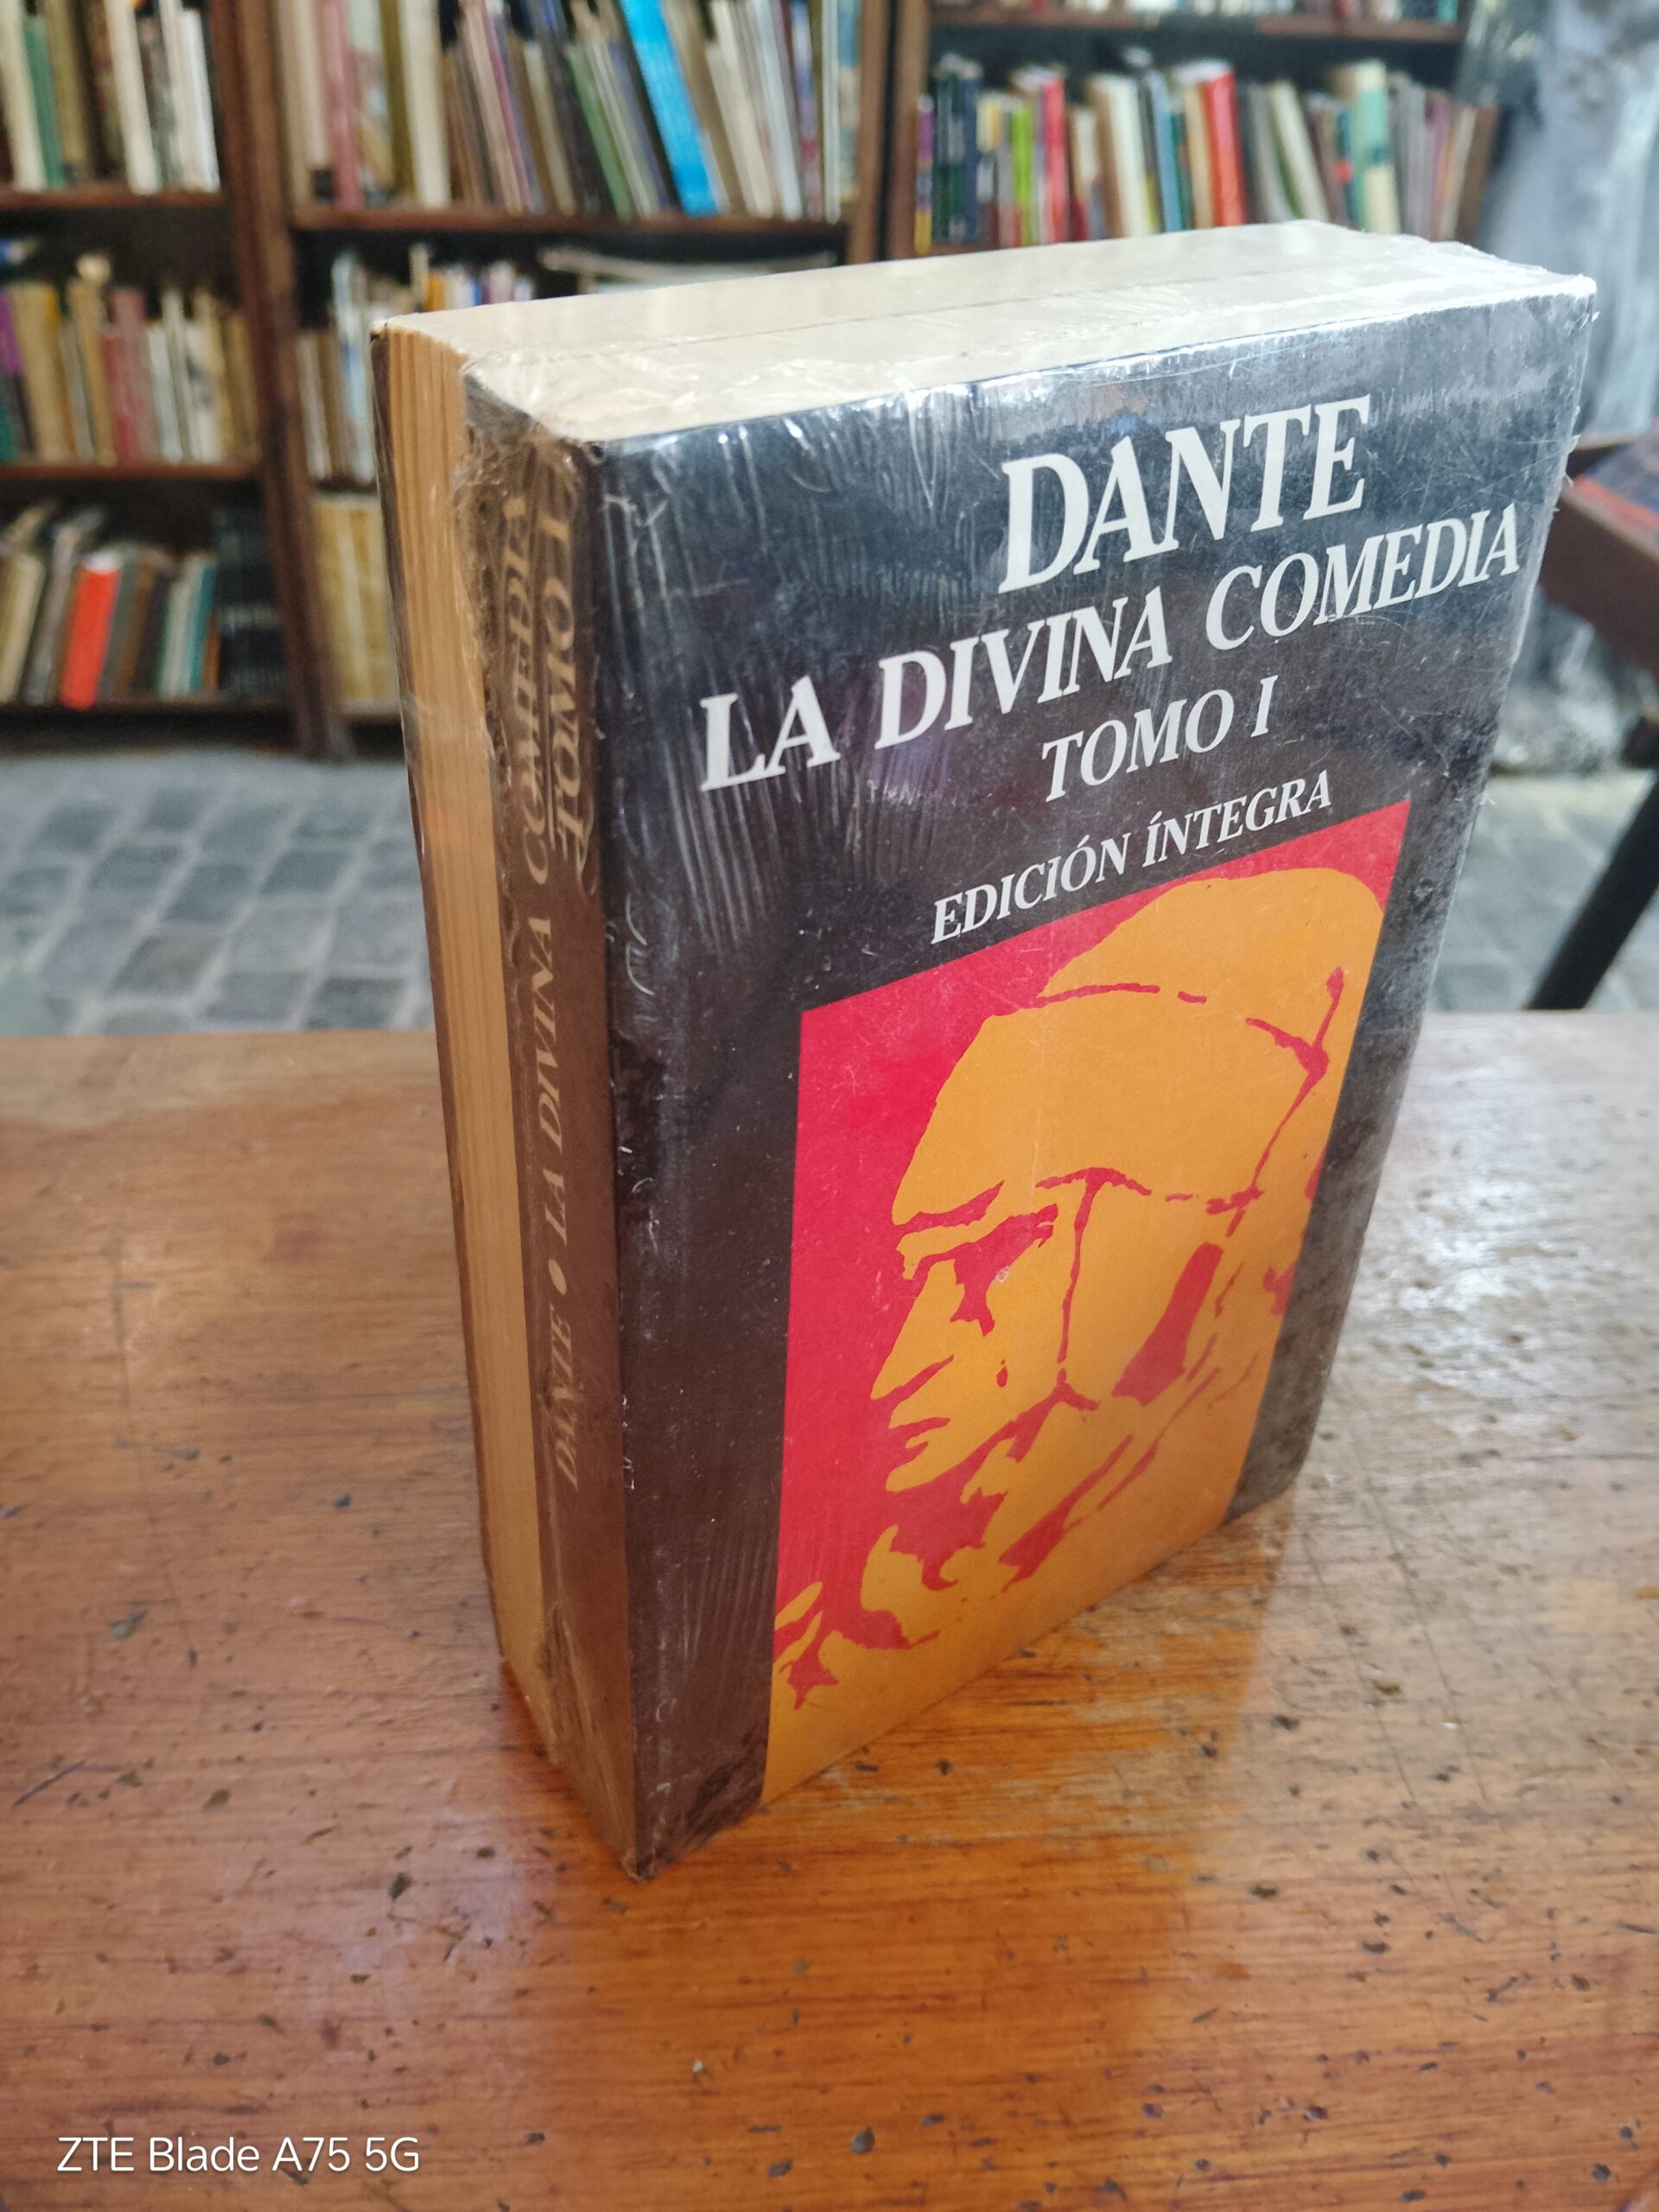 DANTE
LA DIVINA COMEDIA
TOMO I
EDICIÓN ÍNTEGRA
DANTE • LA DIVINA COMEDIA
TOMO I
ZTE Blade A75 5G